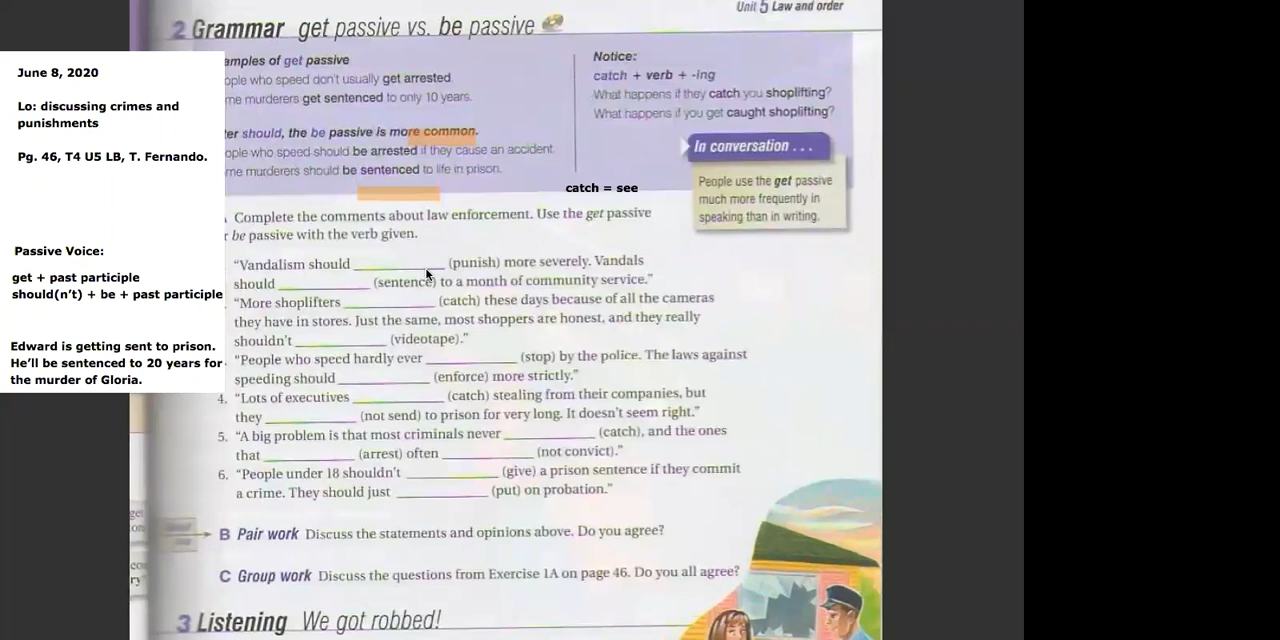 Unit 5 Law and order
2 Grammar get passive vs. be passive
June 8, 2020
Lo: discussing crimes and
punishments
Pg. 46, T4 U5 LB, T. Fernando.
Passive Voice:
get + past participle
should(n't) + be + past participle
Edward is getting sent to prison.
He'll be sentenced to 20 years for
the murder of Gloria.
of get passive
who speed don't usually get arrested
murderers get sentenced to only 10 years.
should, the be passive is more common.
who speed should be arrested if they cause an accident.
murderers should be sentenced to life in prison.
Notice:
catch + verb + -ing
What happens if they catch you shoplifting?
What happens if you get caught shoplifting?
In conversation . . .
People use the get passive
much more frequently in
speaking than in writing.
catch = see
Complete the comments about law enforcement. Use the get passive
be passive with the verb given.
"Vandalism should ____________ (punish) more severely. Vandals
should ____________ (sentence) to a month of community service."
"More shoplifters ____________ (catch) these days because of all the cameras
they have in stores. Just the same, most shoppers are honest, and they really
shouldn't ____________ (videotape)."
"People who speed hardly ever ____________ (stop) by the police. The laws against
speeding should ____________ (enforce) more strictly."
4. "Lots of executives ____________ (catch) stealing from their companies, but
they ____________ (not send) to prison for very long. It doesn't seem right."
5. "A big problem is that most criminals never ____________ (catch), and the ones
that ____________ (arrest) often ____________ (not convict)."
6. "People under 18 shouldn't ____________ (give) a prison sentence if they commit
a crime. They should just ____________ (put) on probation."
B Pair work Discuss the statements and opinions above. Do you agree?
C Group work Discuss the questions from Exercise 1A on page 46. Do you all agree?
3 Listening We got robbed!